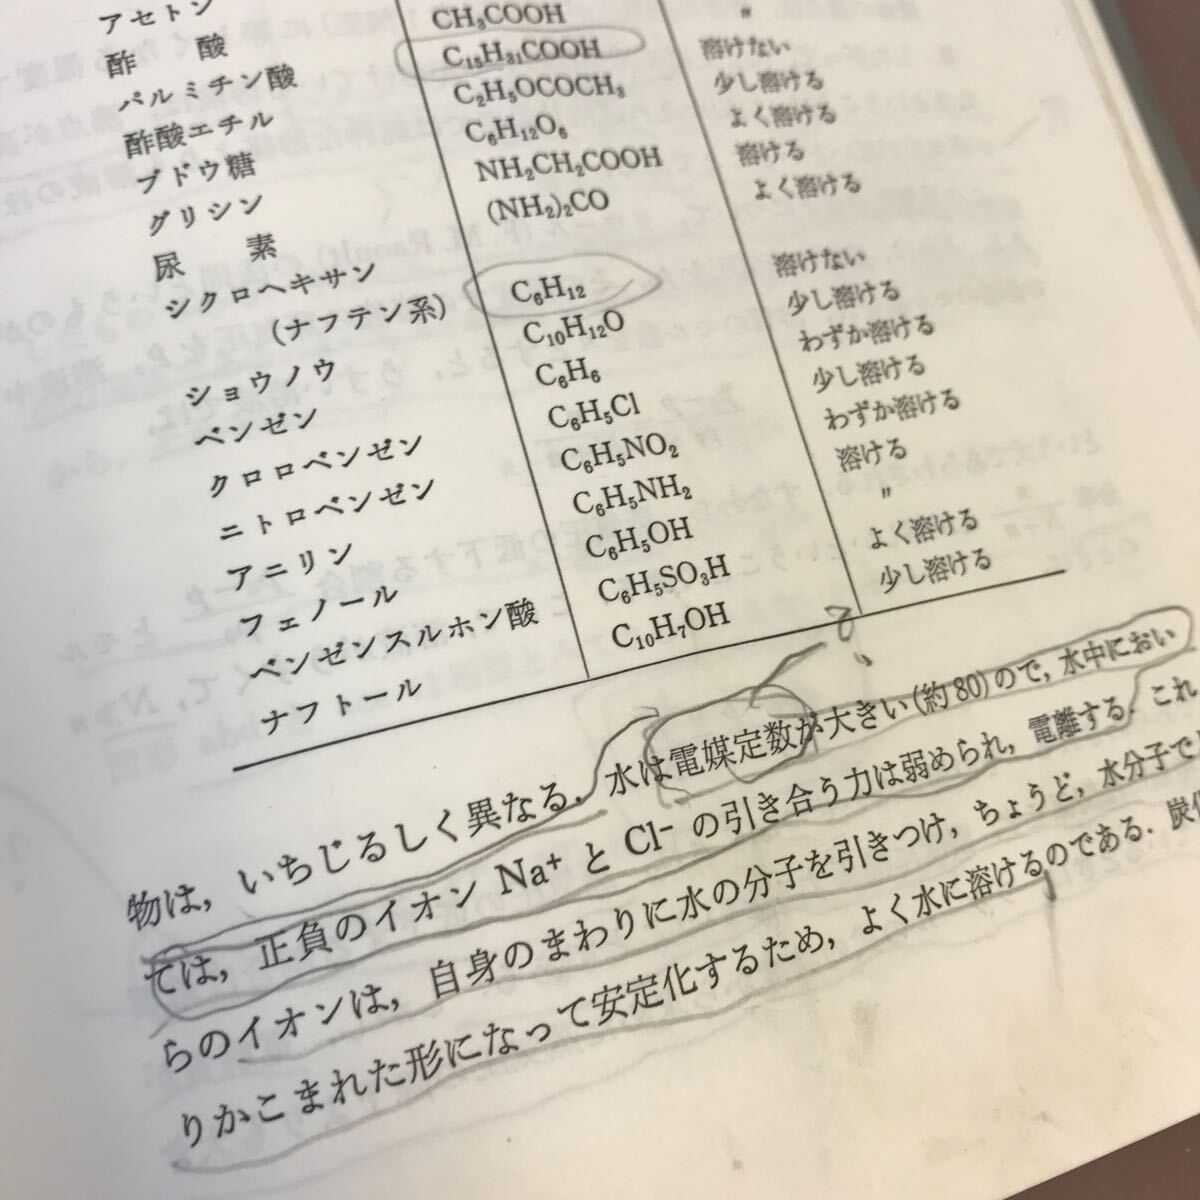 アセトン
酢　　酸 CH₃COOH 〃
パルミチン酸 C₁₅H₃₁COOH 溶けない
酢酸エチル C₂H₅OCOCH₃ 少し溶ける
ブドウ糖 C₆H₁₂O₆ よく溶ける
グリシン NH₂CH₂COOH 溶ける
尿　　素 (NH₂)₂CO よく溶ける
シクロヘキサン C₆H₁₂ 溶けない
(ナフテン系)
ショウノウ C₁₀H₁₂O 少し溶ける
ベンゼン C₆H₆ わずか溶ける
クロロベンゼン C₆H₅Cl 少し溶ける
ニトロベンゼン C₆H₅NO₂ わずか溶ける
アニリン C₆H₅NH₂ 溶ける
フェノール C₆H₅OH 〃
ベンゼンスルホン酸 C₆H₅SO₃H よく溶ける
ナフトール C₁₀H₇OH 少し溶ける
?
物は，いちじるしく異なる．水は電媒定数が大きい(約80)ので，水中におい
ては，正負のイオン Na⁺ と Cl⁻ の引き合う力は弱められ，電離する．これ
らのイオンは，自身のまわりに水の分子を引きつけ，ちょうど，水分子で
りかこまれた形になって安定化するため，よく水に溶けるのである．炭